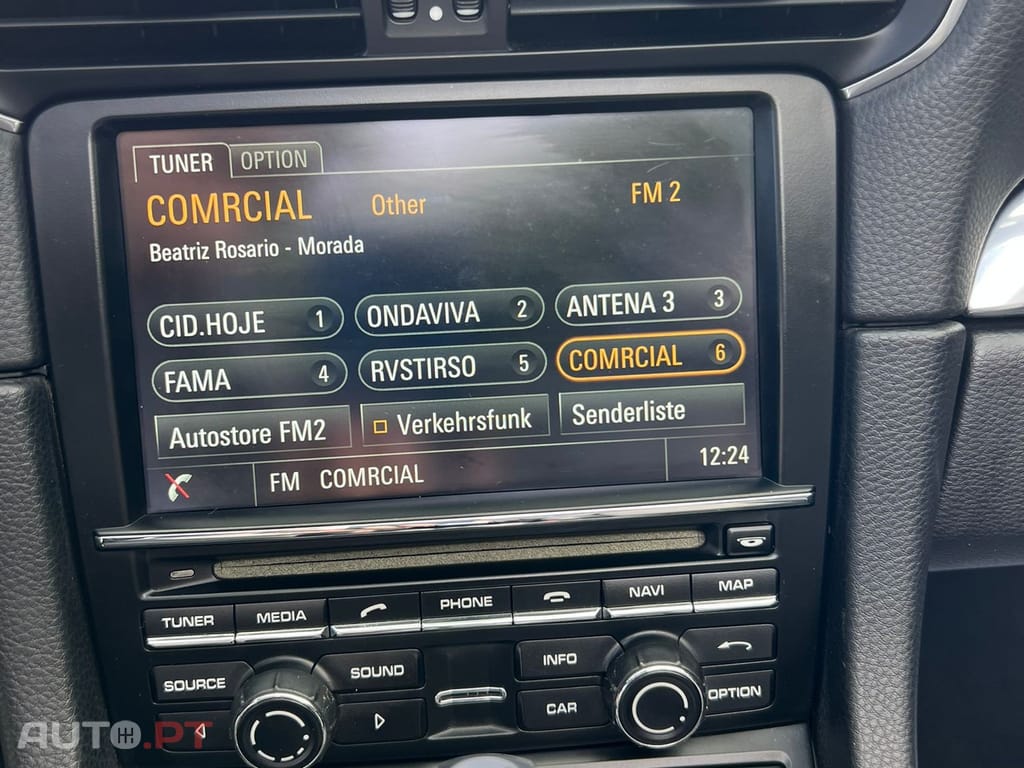 TUNER OPTION
COMRCIAL Other FM 2
Beatriz Rosario - Morada
CID.HOJE 1 ONDAVIVA 2 ANTENA 3 3
FAMA 4 RVSTIRSO 5 COMRCIAL 6
Autostore FM2 Verkehrsfunk Senderliste
FM COMRCIAL 12:24
TUNER MEDIA PHONE NAVI MAP
SOURCE SOUND INFO
CAR OPTION
AUTO.PT